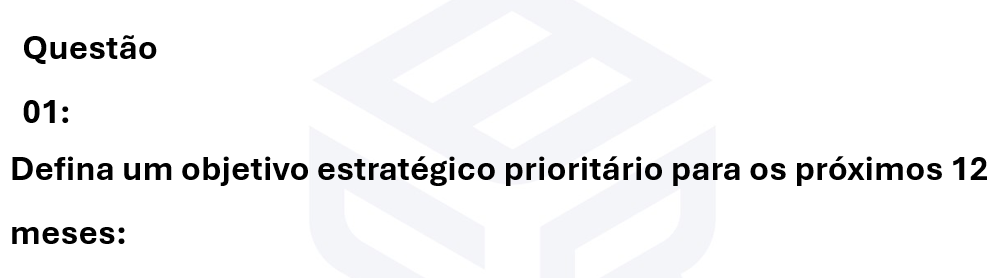 Questão
01:
Defina um objetivo estratégico prioritário para os próximos 12
meses: